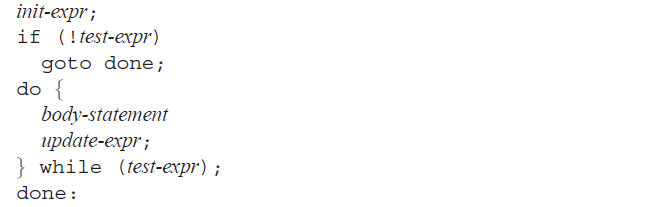 init-expr;
if (!test-expr)
goto done;
do {
body-statement
update-expr;
} while (test-expr);
done: